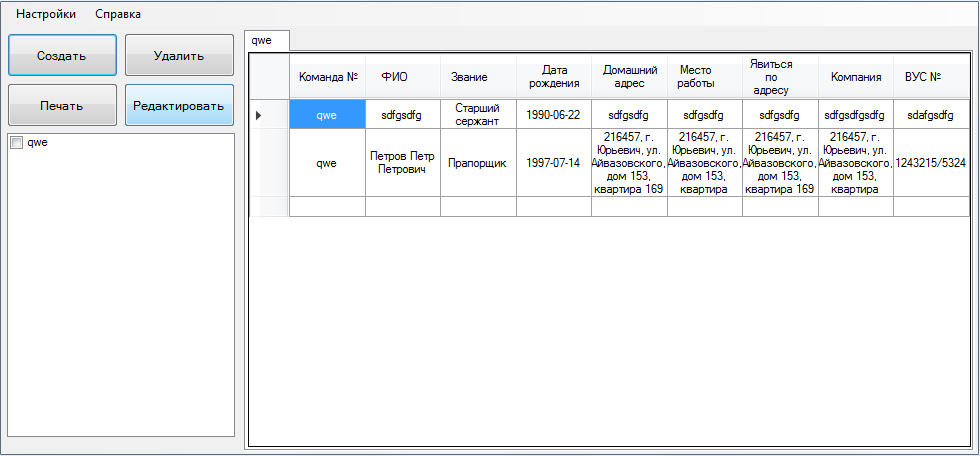 Настройки Справка
Создать Удалить
Печать Редактировать
qwe
qwe
Команда № ФИО Звание Дата рождения Домашний адрес Место работы Явиться по адресу Компания ВУС №
qwe sdfgsdfg Старший сержант 1990-06-22 sdfgsdfg sdfgsdfg sdfgsdfg sdfgsdfgsdfg sdafgsdfg
qwe Петров Петр Петрович Прапорщик 1997-07-14 216457, г. Юрьевич, ул. Айвазовского, дом 153, квартира 169 216457, г. Юрьевич, ул. Айвазовского, дом 153, квартира 216457, г. Юрьевич, ул. Айвазовского, дом 153, квартира 169 216457, г. Юрьевич, ул. Айвазовского, дом 153, квартира 1243215/5324